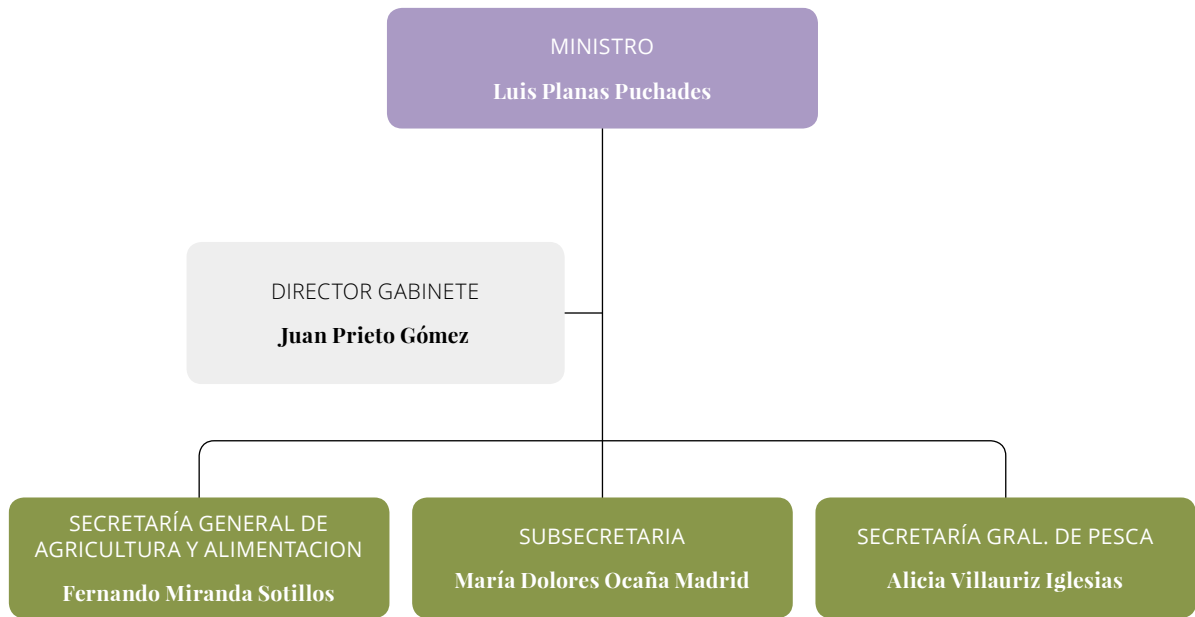 MINISTRO
Luis Planas Puchades
DIRECTOR GABINETE
Juan Prieto Gómez
SECRETARÍA GENERAL DE
AGRICULTURA Y ALIMENTACION
Fernando Miranda Sotillos
SUBSECRETARIA
María Dolores Ocaña Madrid
SECRETARÍA GRAL. DE PESCA
Alicia Villauriz Iglesias